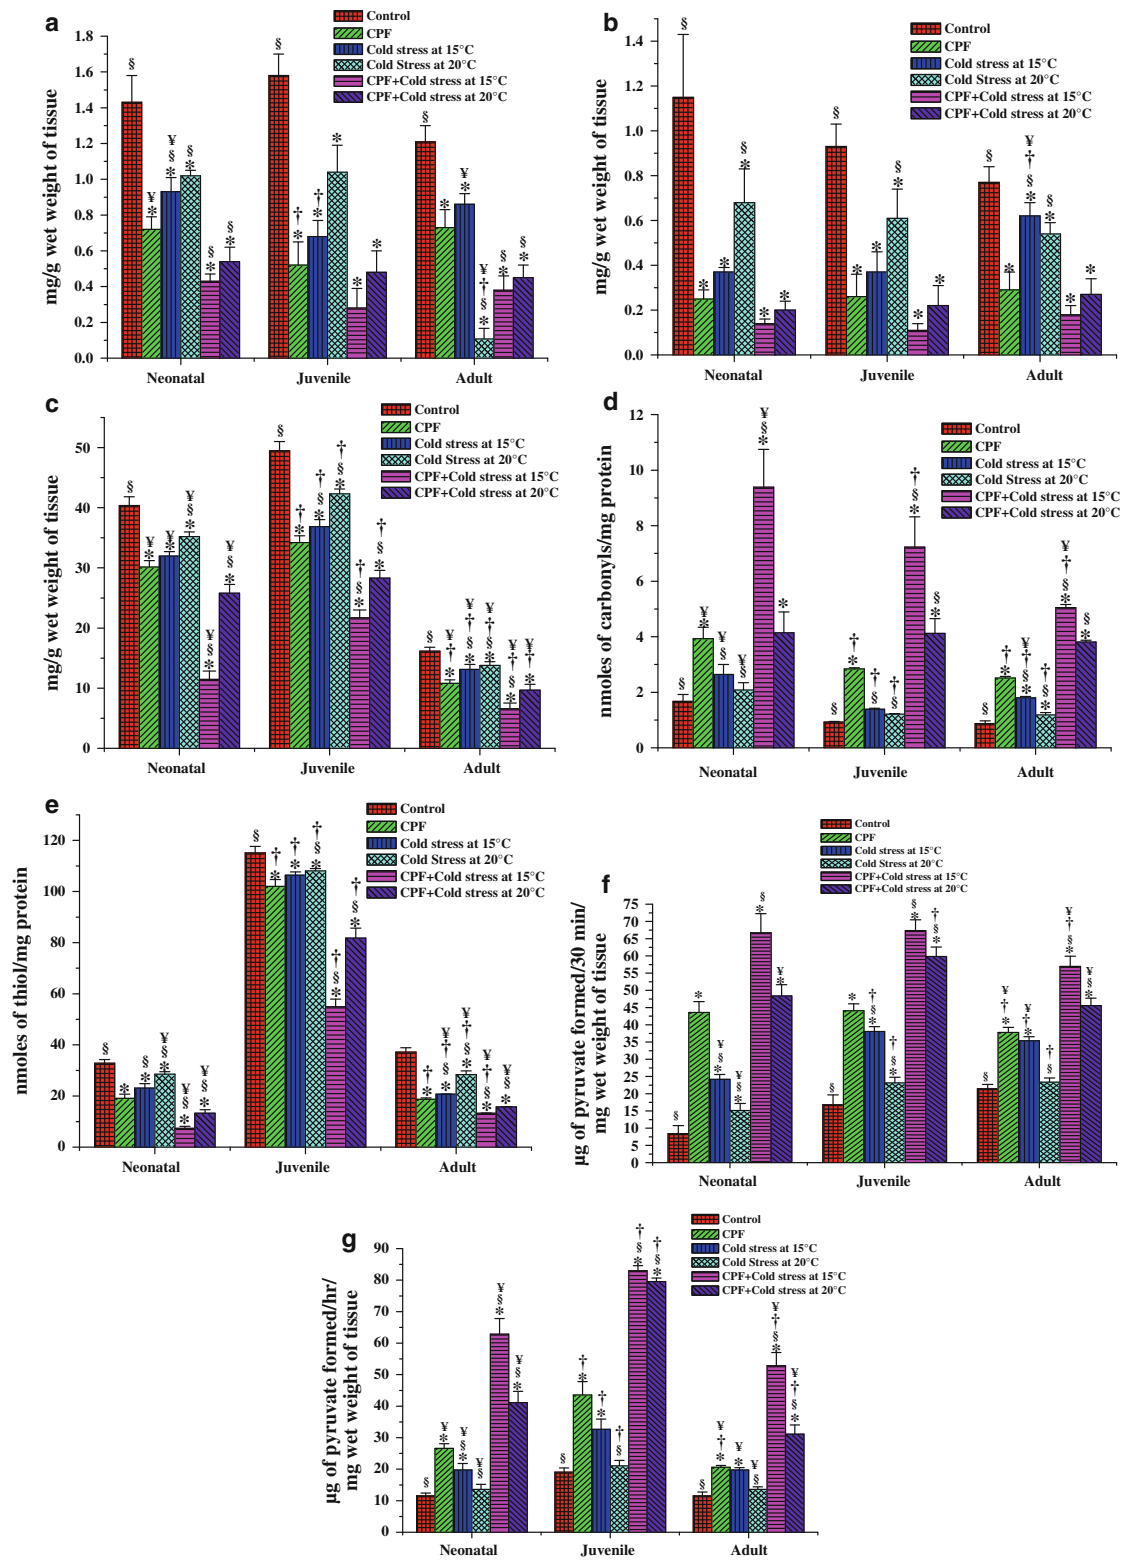 a
Control
CPF
Cold stress at 15°C
Cold Stress at 20°C
CPF+Cold stress at 15°C
CPF+Cold stress at 20°C
mg/g wet weight of tissue
1.8
1.6
1.4
1.2
1.0
0.8
0.6
0.4
0.2
0.0
Neonatal Juvenile Adult
b
Control
CPF
Cold stress at 15°C
Cold Stress at 20°C
CPF+Cold stress at 15°C
CPF+Cold stress at 20°C
mg/g wet weight of tissue
1.4
1.2
1.0
0.8
0.6
0.4
0.2
0.0
Neonatal Juvenile Adult
c
Control
CPF
Cold stress at 15°C
Cold Stress at 20°C
CPF+Cold stress at 15°C
CPF+Cold stress at 20°C
mg/g wet weight of tissue
50
40
30
20
10
0
Neonatal Juvenile Adult
d
Control
CPF
Cold stress at 15°C
Cold Stress at 20°C
CPF+Cold stress at 15°C
CPF+Cold stress at 20°C
nmoles of carbonyls/mg protein
12
10
8
6
4
2
0
Neonatal Juvenile Adult
e
Control
CPF
Cold stress at 15°C
Cold Stress at 20°C
CPF+Cold stress at 15°C
CPF+Cold stress at 20°C
nmoles of thiol/mg protein
120
100
80
60
40
20
0
Neonatal Juvenile Adult
f
Control
CPF
Cold stress at 15°C
Cold Stress at 20°C
CPF+Cold stress at 15°C
CPF+Cold stress at 20°C
µg of pyruvate formed/30 min/
mg wet weight of tissue
75
70
65
60
55
50
45
40
35
30
25
20
15
10
5
0
Neonatal Juvenile Adult
g
Control
CPF
Cold stress at 15°C
Cold Stress at 20°C
CPF+Cold stress at 15°C
CPF+Cold stress at 20°C
µg of pyruvate formed/hr/
mg wet weight of tissue
90
80
70
60
50
40
30
20
10
0
Neonatal Juvenile Adult